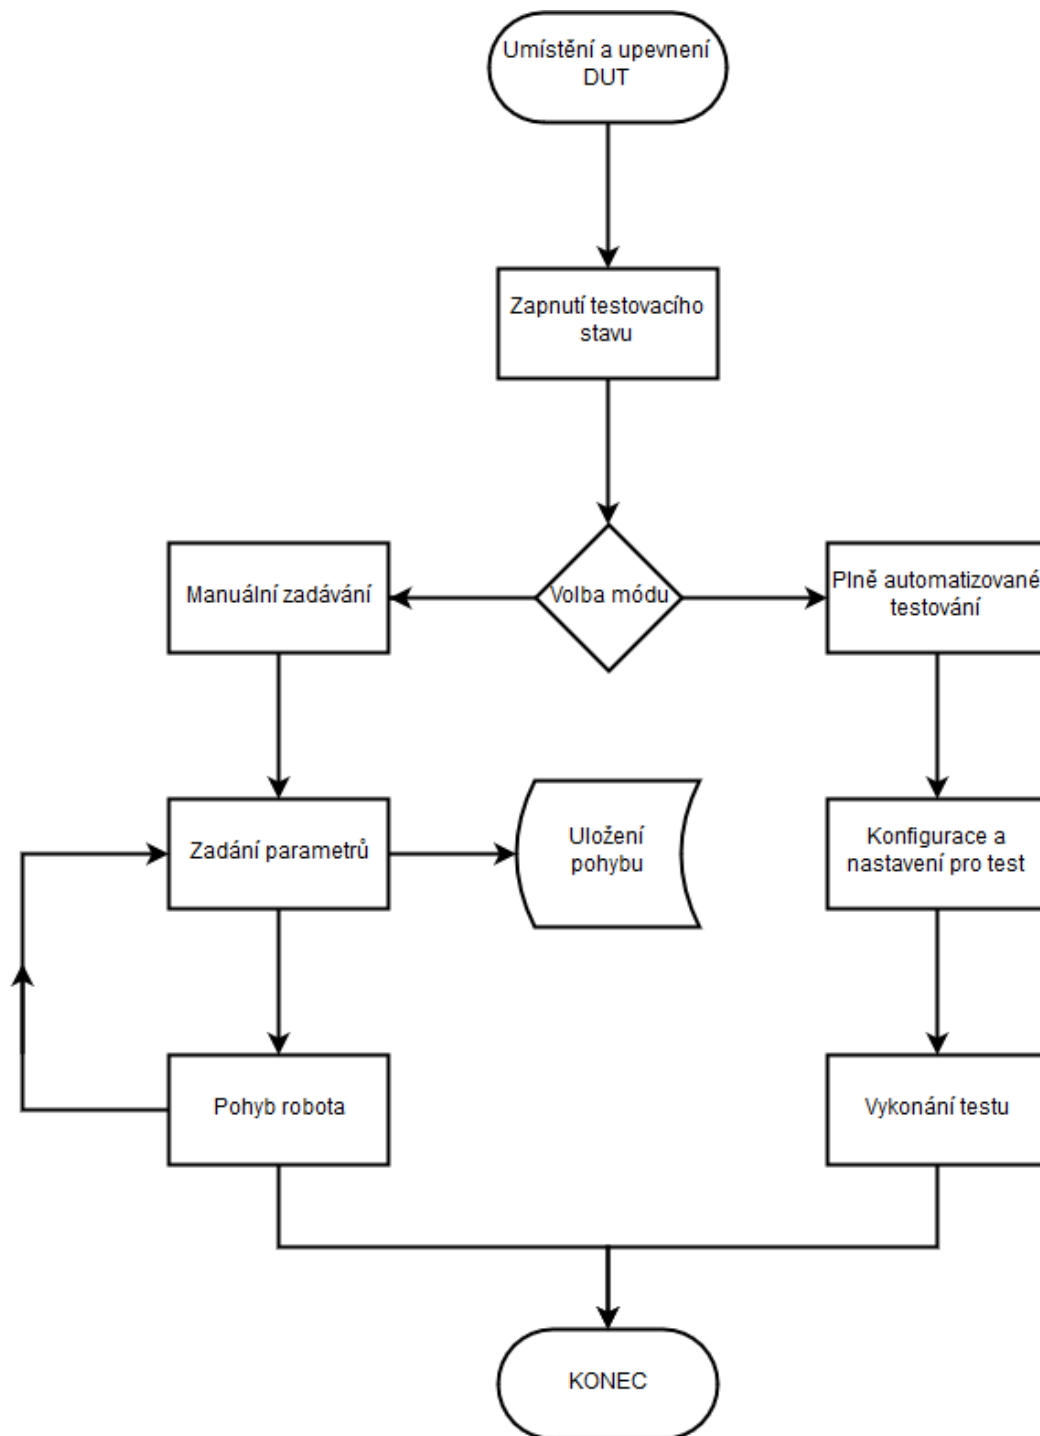 Umístění a upevnění
DUT
Zapnutí testovacího
stavu
Volba módu
Manuální zadávání
Plně automatizované
testování
Zadání parametrů
Uložení
pohybu
Konfigurace a
nastavení pro test
Pohyb robota
Vykonání testu
KONEC